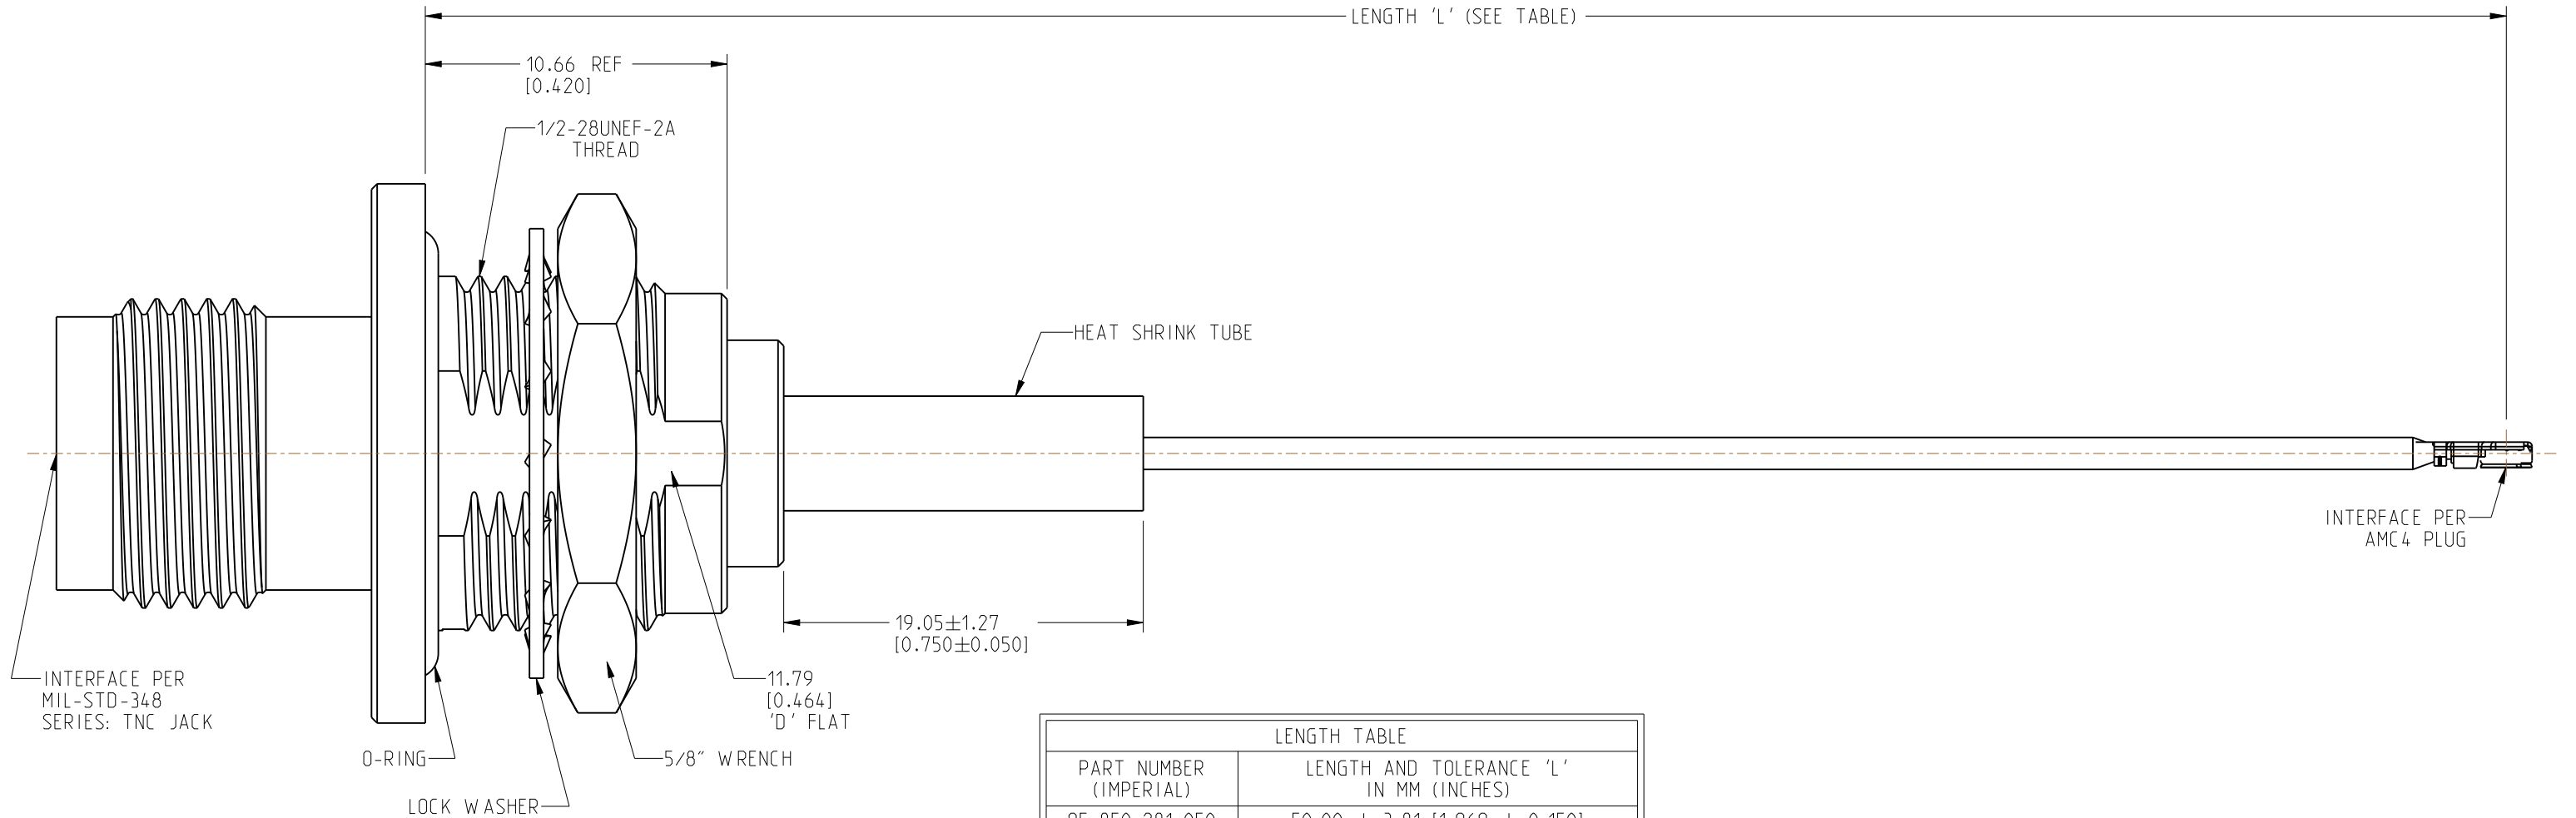 LENGTH 'L' (SEE TABLE)
10.66 REF
[0.420]
1/2-28UNEF-2A
THREAD
HEAT SHRINK TUBE
INTERFACE PER
AMC4 PLUG
19.05±1.27
[0.750±0.050]
11.79
[0.464]
'D' FLAT
INTERFACE PER
MIL-STD-348
SERIES: TNC JACK
O-RING
5/8" WRENCH
LOCK WASHER
LENGTH TABLE
PART NUMBER
(IMPERIAL)
LENGTH AND TOLERANCE 'L'
IN MM (INCHES)